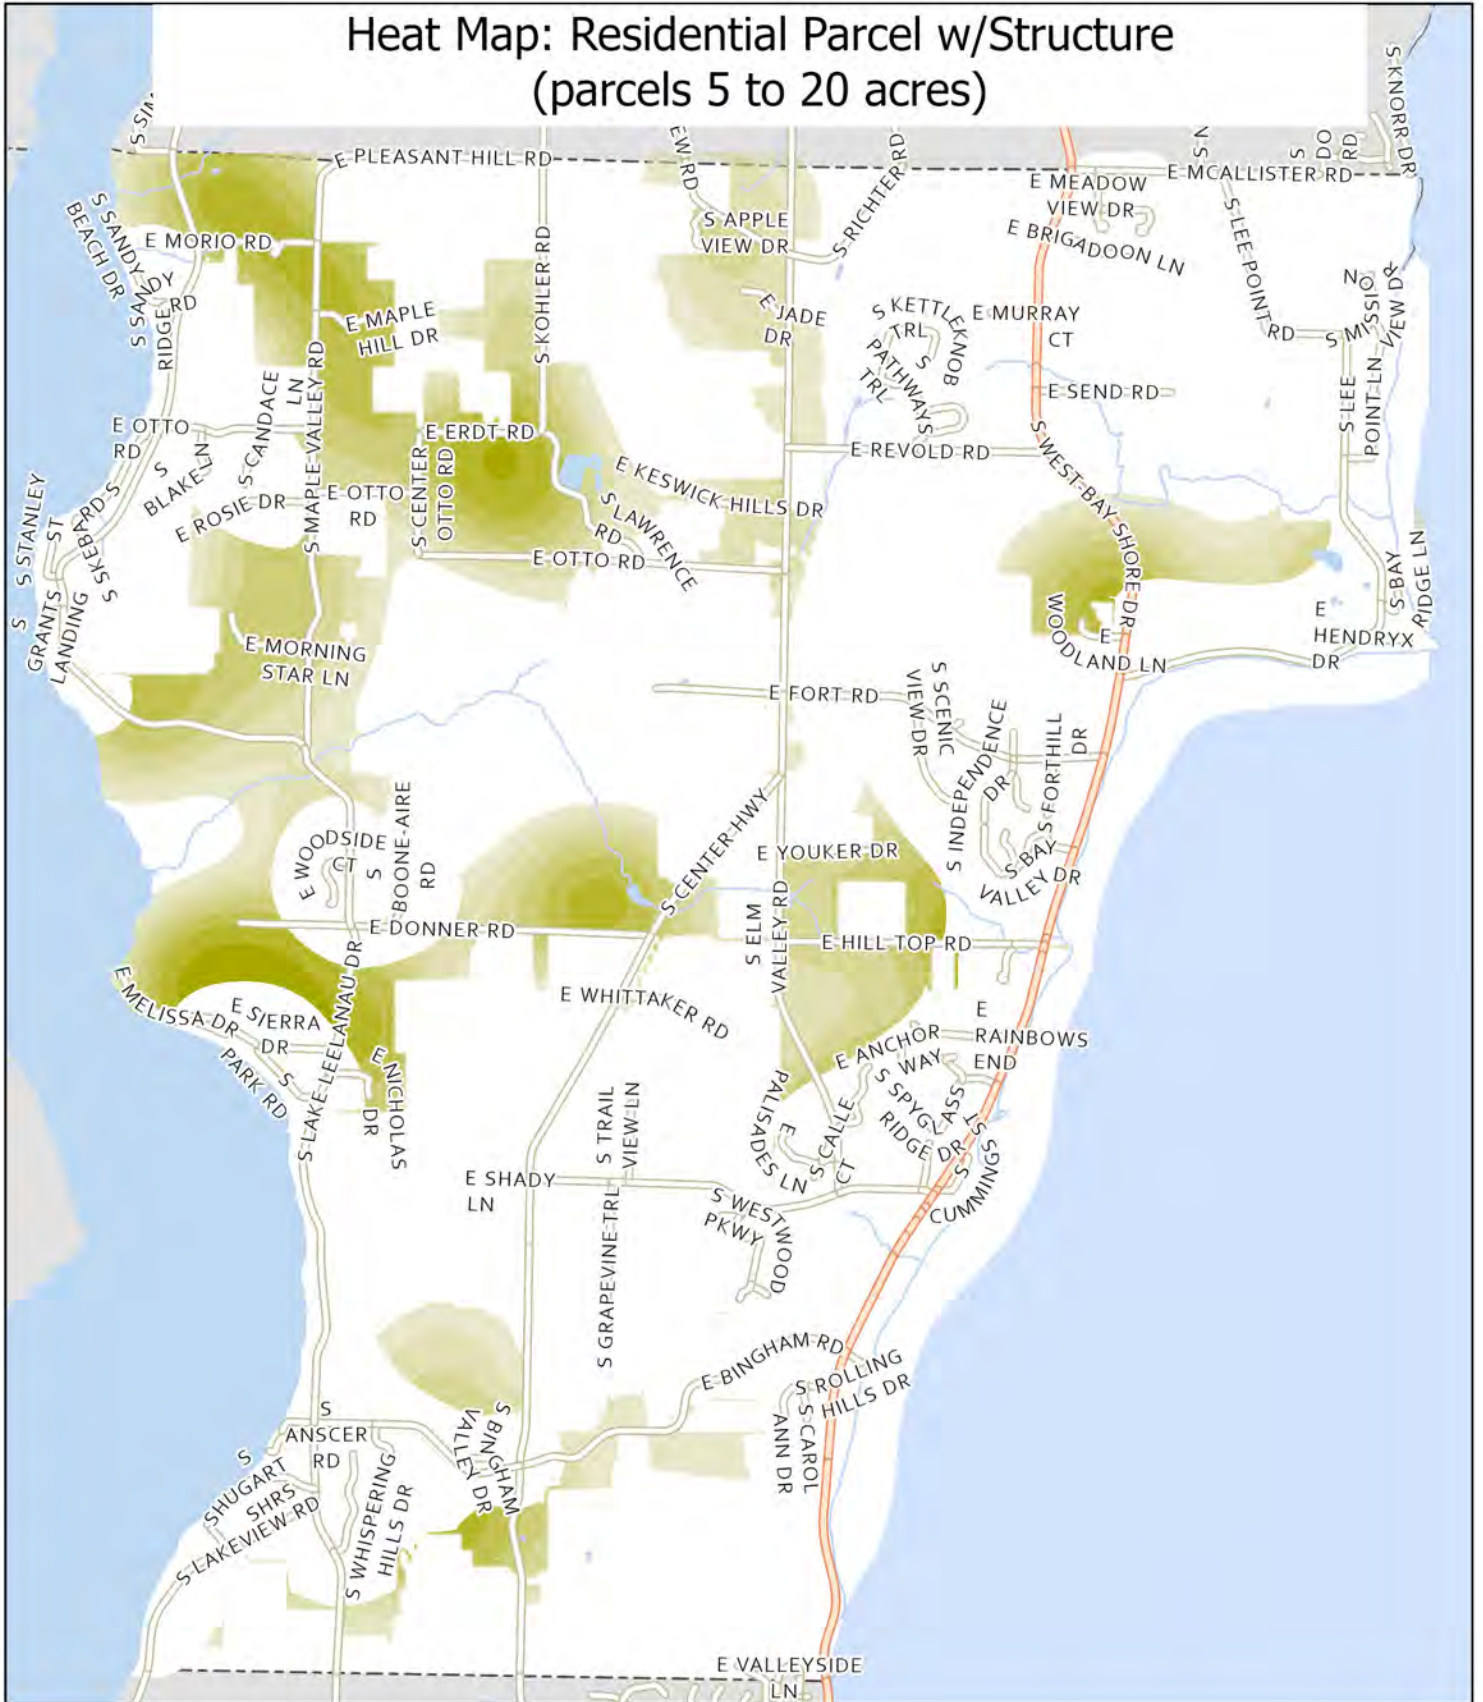 Heat Map: Residential Parcel w/Structure
(parcels 5 to 20 acres)
S KNORR DR
S
DO
RD
E PLEASANT HILL RD
EW RD
S RICHTER RD
E MCALLISTER RD
E MEADOW
VIEW DR
S SANDY
BEACH DR
E MORIO RD
S APPLE
VIEW DR
E BRIGADOON LN
S LEE POINT
RD
S SANDY
RIDGE
RD
S KOHLER RD
E MAPLE
HILL DR
E JADE
DR
S KETTLE
TRL
S
KNOB
PATHWAYS
TRL
E MURRAY
CT
N
S MISSION
POINT LN
VIEW DR
E SEND RD
S LEE
E OTTO
RD
S
BLAKE LN
S CANDACE
LN
S MAPLE VALLEY RD
E ERDT RD
S CENTER
OTTO RD
E REVOLD RD
S WEST-BAY SHORE DR
E KESWICK HILLS DR
E ROSIE DR
E OTTO
RD
S LAWRENCE
RD
E OTTO RD
S STANLEY
ST
S
SKEBARD S
S
GRANTS
LANDING
S BAY
RIDGE LN
E
HENDRYX
DR
E
WOODLAND LN
E MORNING
STAR LN
E FORT RD
S SCENIC
VIEW DR
S INDEPENDENCE
DR
S FORTHILL
DR
S CENTER HWY
E WOODSIDE
CT
S
BOONE-AIRE
RD
E YOUKER DR
S BAY
VALLEY DR
E DONNER RD
S ELM
VALLEY RD
E HILL TOP RD
E MELISSA DR
E SIERRA
DR
E WHITTAKER RD
E
RAINBOWS
END
E ANCHOR
WAY
S
PARK RD
S LAKE LEELANAU DR
E NICHOLAS
DR
S SPYGLASS
RIDGE DR
S TRAIL
VIEW LN
E
PALISADES LN
S CALLE
CT
S
CUMMINGS ST
E SHADY
LN
S WESTWOOD
PKWY
S GRAPEVINE TRL
E BINGHAM RD
S ROLLING
HILLS DR
S
ANSCER
RD
S BINGHAM
VALLEY DR
S CAROL
ANN DR
S
SHUGART
SHRS
S LAKEVIEW RD
S WHISPERING
HILLS DR
E VALLEYSIDE
LN